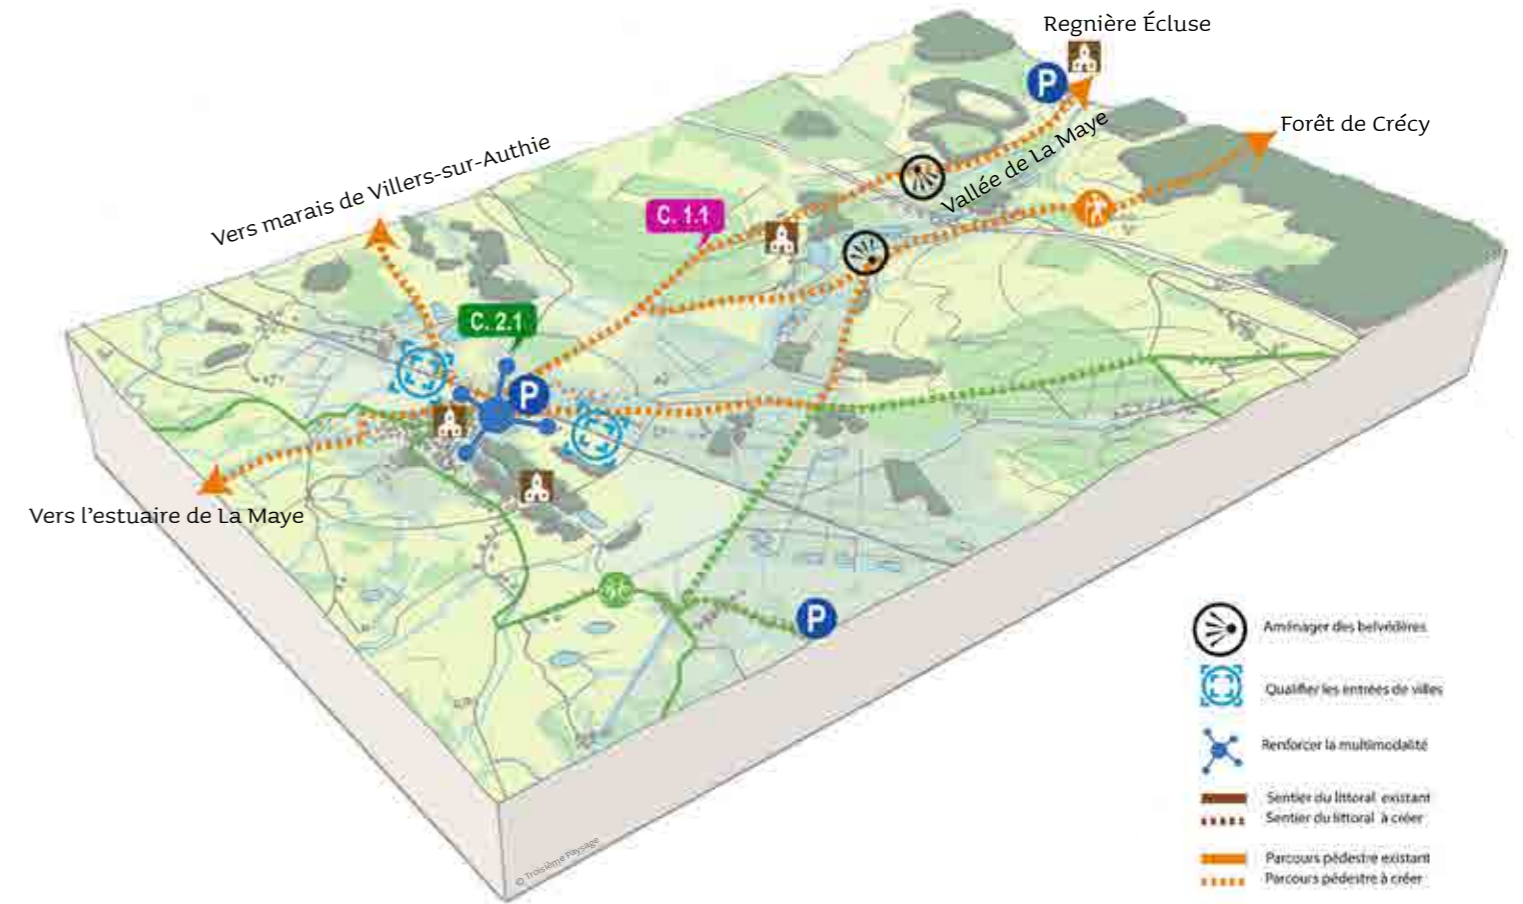 Regnière Écluse
P
Forêt de Crécy
Vallée de La Maye
Vers marais de Villers-sur-Authie
C. 1.1
C. 2.1
P
Vers l'estuaire de La Maye
P
Aménager des belvédères
Qualifier les entrées de villes
Renforcer la multimodalité
Sentier du littoral existant
Sentier du littoral à créer
Parcours pédestre existant
Parcours pédestre à créer
© Troisième Paysage